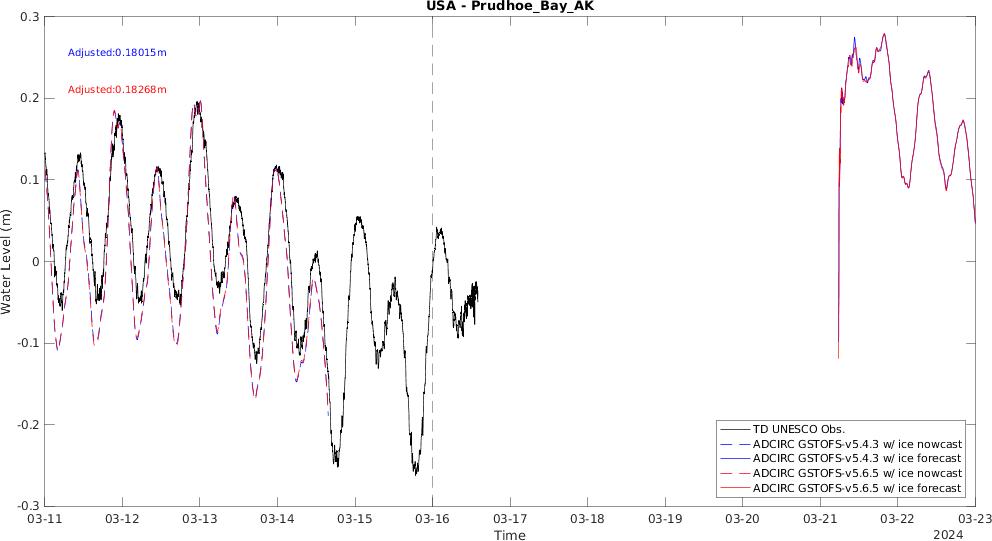 USA - Prudhoe_Bay_AK
0.3
Adjusted:0.18015m
Adjusted:0.18268m
0.2
0.1
0
-0.1
-0.2
-0.3
Water Level (m)
TD UNESCO Obs.
ADCIRC GSTOFS-v5.4.3 w/ ice nowcast
ADCIRC GSTOFS-v5.4.3 w/ ice forecast
ADCIRC GSTOFS-v5.6.5 w/ ice nowcast
ADCIRC GSTOFS-v5.6.5 w/ ice forecast
03-11 03-12 03-13 03-14 03-15 03-16 03-17 03-18 03-19 03-20 03-21 03-22 03-23
Time
2024